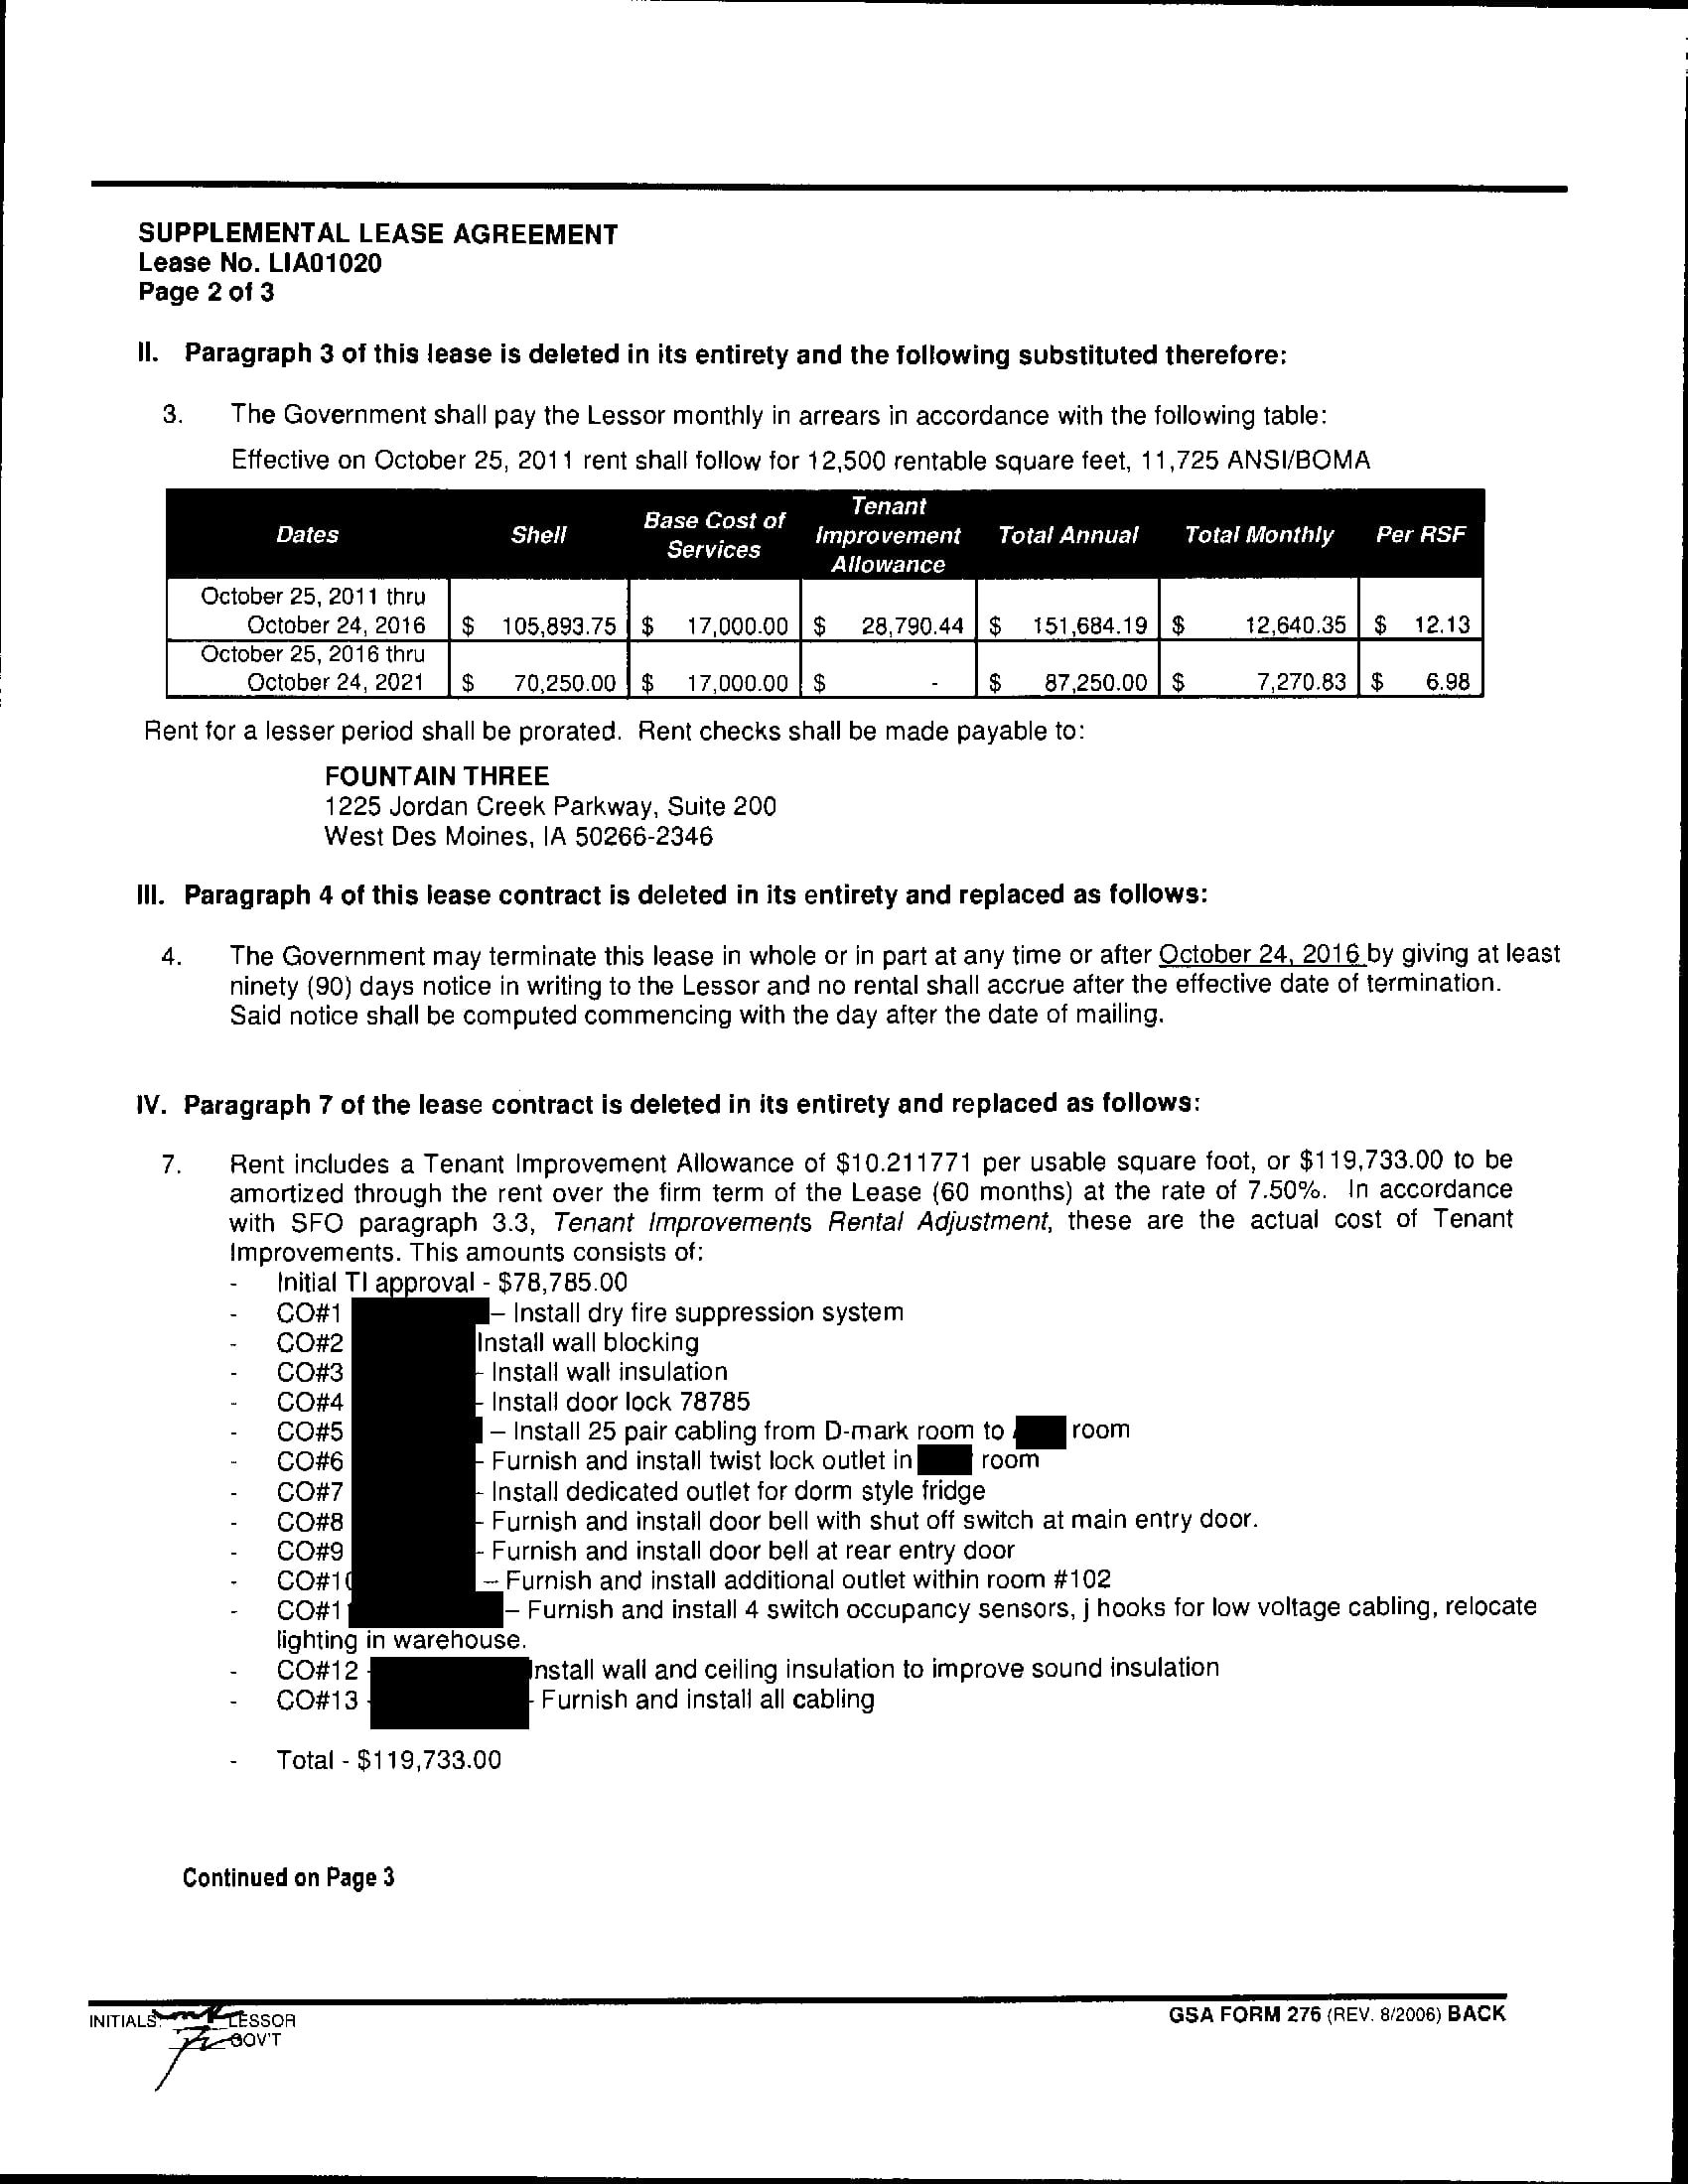 SUPPLEMENTAL LEASE AGREEMENT
Lease No. LIA01020
Page 2 of 3
II. Paragraph 3 of this lease is deleted in its entirety and the following substituted therefore:
3. The Government shall pay the Lessor monthly in arrears in accordance with the following table:
Effective on October 25, 2011 rent shall follow for 12,500 rentable square feet, 11,725 ANSI/BOMA
Dates Shell Base Cost of Services Tenant Improvement Allowance Total Annual Total Monthly Per RSF
October 25, 2011 thru
October 24, 2016 $ 105,893.75 $ 17,000.00 $ 28,790.44 $ 151,684.19 $ 12,640.35 $ 12.13
October 25, 2016 thru
October 24, 2021 $ 70,250.00 $ 17,000.00 $ - $ 87,250.00 $ 7,270.83 $ 6.98
Rent for a lesser period shall be prorated. Rent checks shall be made payable to:
FOUNTAIN THREE
1225 Jordan Creek Parkway, Suite 200
West Des Moines, IA 50266-2346
III. Paragraph 4 of this lease contract is deleted in its entirety and replaced as follows:
4. The Government may terminate this lease in whole or in part at any time or after October 24, 2016 by giving at least
ninety (90) days notice in writing to the Lessor and no rental shall accrue after the effective date of termination.
Said notice shall be computed commencing with the day after the date of mailing.
IV. Paragraph 7 of the lease contract is deleted in its entirety and replaced as follows:
7. Rent includes a Tenant Improvement Allowance of $10.211771 per usable square foot, or $119,733.00 to be
amortized through the rent over the firm term of the Lease (60 months) at the rate of 7.50%. In accordance
with SFO paragraph 3.3, Tenant Improvements Rental Adjustment, these are the actual cost of Tenant
Improvements. This amounts consists of:
- Initial TI approval - $78,785.00
- CO#1 – Install dry fire suppression system
- CO#2 Install wall blocking
- CO#3 - Install wall insulation
- CO#4 - Install door lock 78785
- CO#5 – Install 25 pair cabling from D-mark room to room
- CO#6 - Furnish and install twist lock outlet in room
- CO#7 - Install dedicated outlet for dorm style fridge
- CO#8 - Furnish and install door bell with shut off switch at main entry door.
- CO#9 - Furnish and install door bell at rear entry door
- CO#10 – Furnish and install additional outlet within room #102
- CO#1 – Furnish and install 4 switch occupancy sensors, j hooks for low voltage cabling, relocate
lighting in warehouse.
- CO#12 - nstall wall and ceiling insulation to improve sound insulation
- CO#13 - - Furnish and install all cabling
- Total - $119,733.00
Continued on Page 3
INITIALS: LESSOR
GOV'T
GSA FORM 276 (REV. 8/2006) BACK